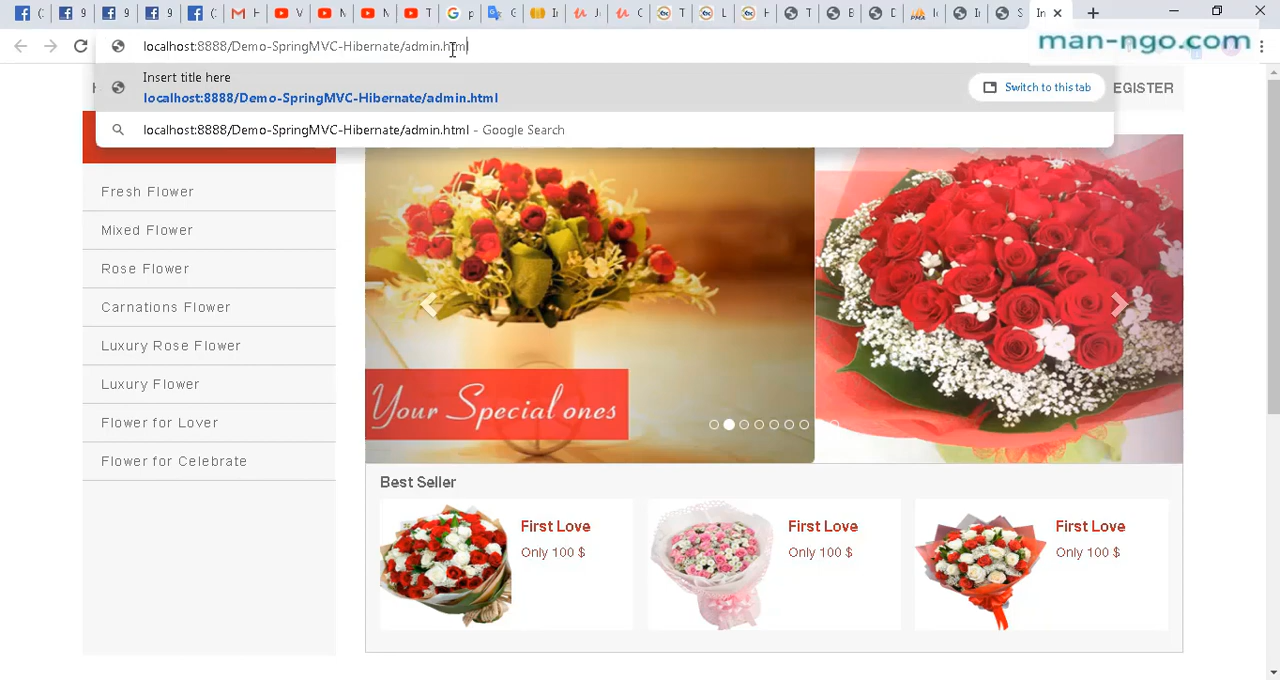 localhost:8888/Demo-SpringMVC-Hibernate/admin.html
man-ngo.com
Insert title here
localhost:8888/Demo-SpringMVC-Hibernate/admin.html
Switch to this tab
localhost:8888/Demo-SpringMVC-Hibernate/admin.html - Google Search
EGISTER
Fresh Flower
Mixed Flower
Rose Flower
Carnations Flower
Luxury Rose Flower
Luxury Flower
Flower for Lover
Flower for Celebrate
Your Special ones
Best Seller
First Love
Only 100 $
First Love
Only 100 $
First Love
Only 100 $